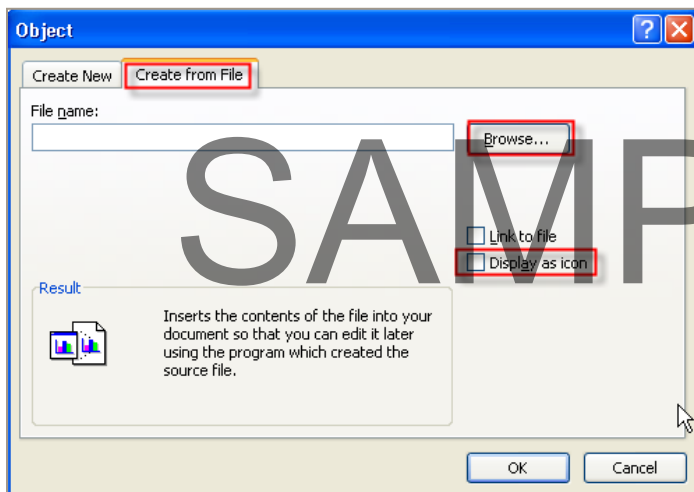 Object
Create New Create from File
File name:
Browse...
Link to file
Display as icon
Result
Inserts the contents of the file into your
document so that you can edit it later
using the program which created the
source file.
OK Cancel
SAMP